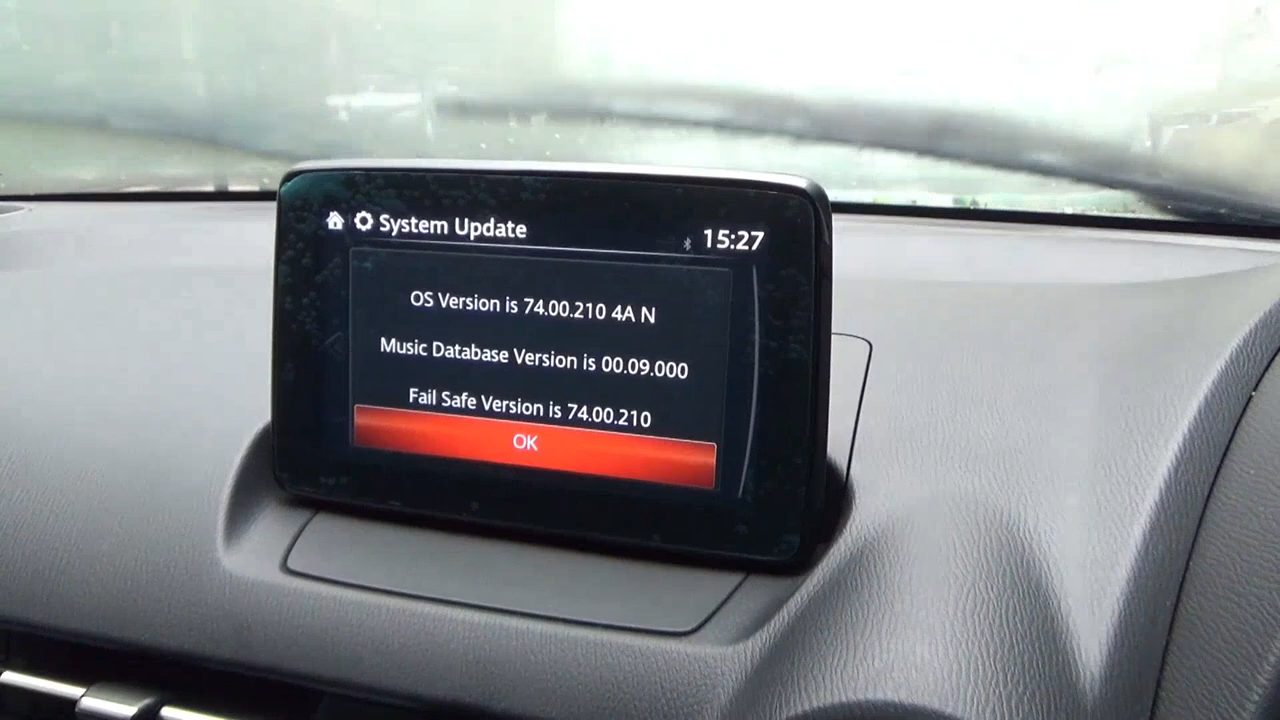 System Update
15:27
OS Version is 74.00.210 4A N
Music Database Version is 00.09.000
Fail Safe Version is 74.00.210
OK